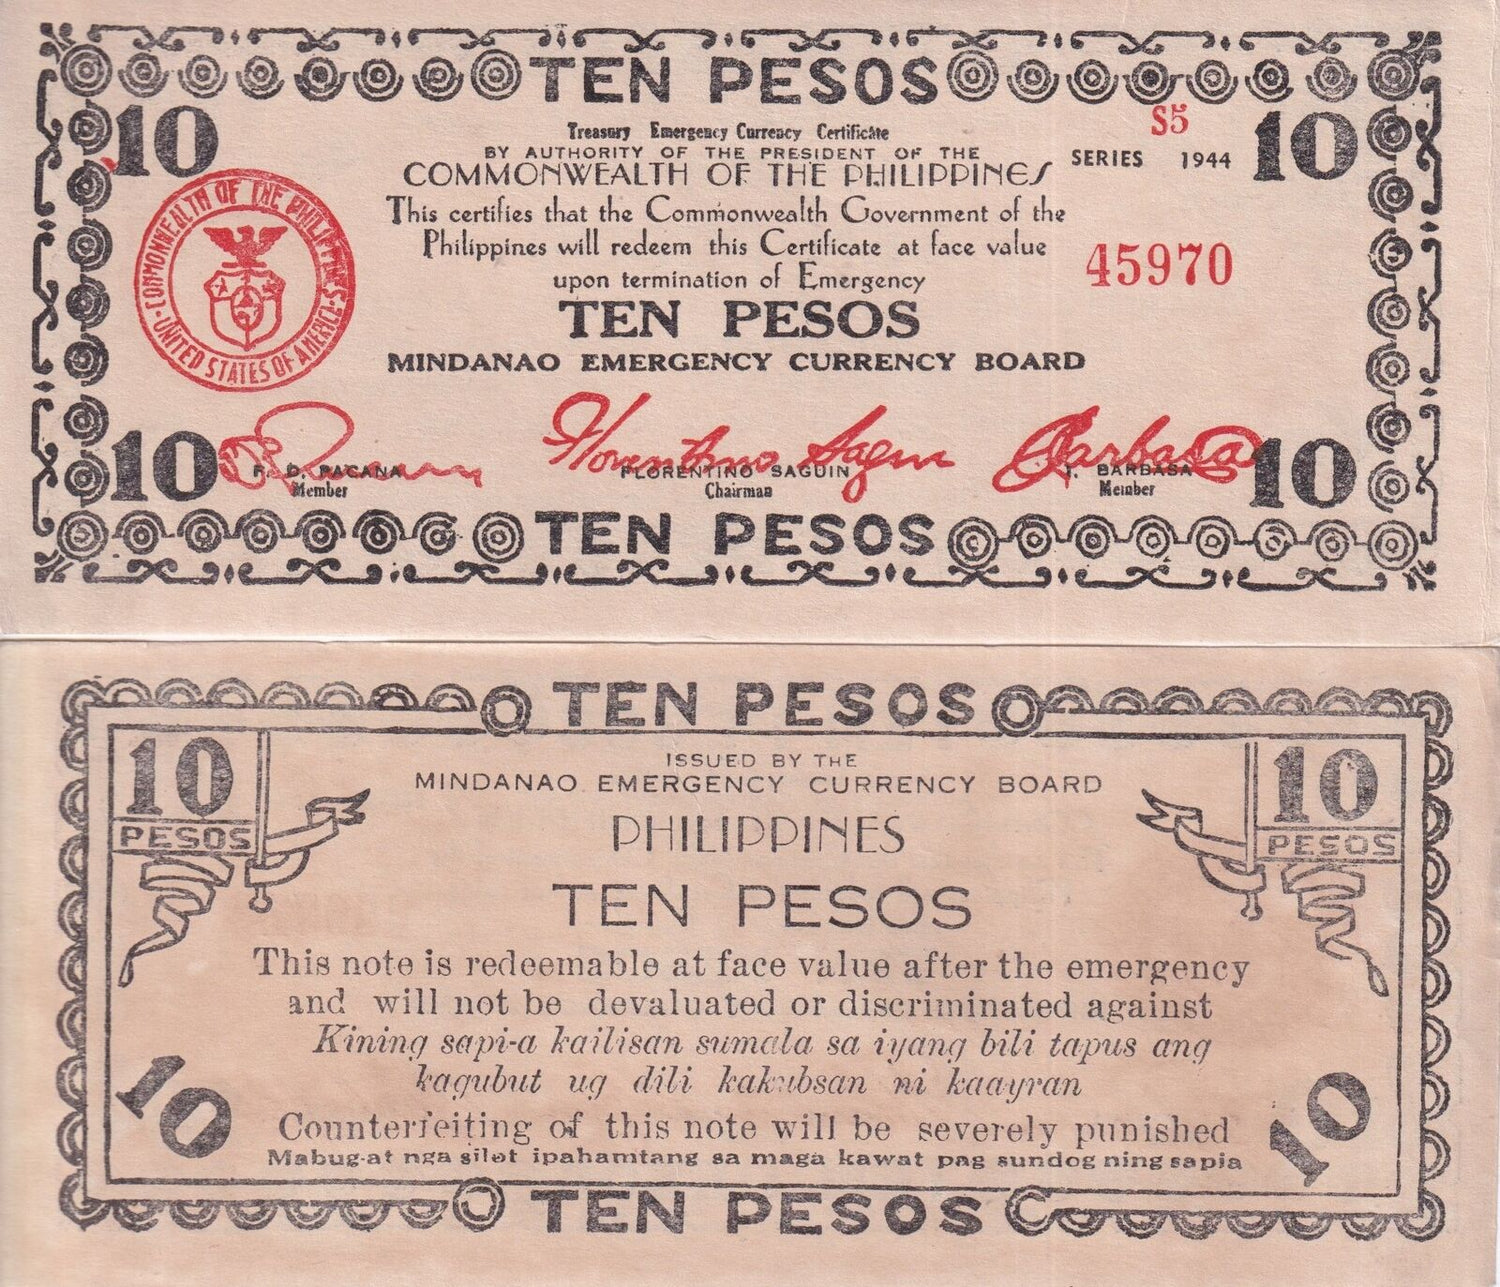 TEN PESOS
10
10
Treasury Emergency Currency Certificate
S5
BY AUTHORITY OF THE PRESIDENT OF THE
SERIES 1944
COMMONWEALTH OF THE PHILIPPINES
This certifies that the Commonwealth Government of the
Philippines will redeem this Certificate at face value
45970
upon termination of Emergency
COMMONWEALTH OF THE PHILIPPINES
UNITED STATES OF AMERICA
TEN PESOS
MINDANAO EMERGENCY CURRENCY BOARD
10
10
Florentino Saguin
Barbasa
F. D. PACANA
FLORENTINO SAGUIN
T. BARBASA
Member
Chairman
Member
TEN PESOS
TEN PESOS
10
PESOS
10
PESOS
ISSUED BY THE
MINDANAO EMERGENCY CURRENCY BOARD
PHILIPPINES
TEN PESOS
This note is redeemable at face value after the emergency
and will not be devaluated or discriminated against
Kining sapi-a kailisan sumala sa iyang bili tapus ang
kagubut ug dili kakubsan ni kaayran
10
10
Counterfeiting of this note will be severely punished
Mabug-at nga silot ipahamtang sa maga kawat pag sundog ning sapia
TEN PESOS